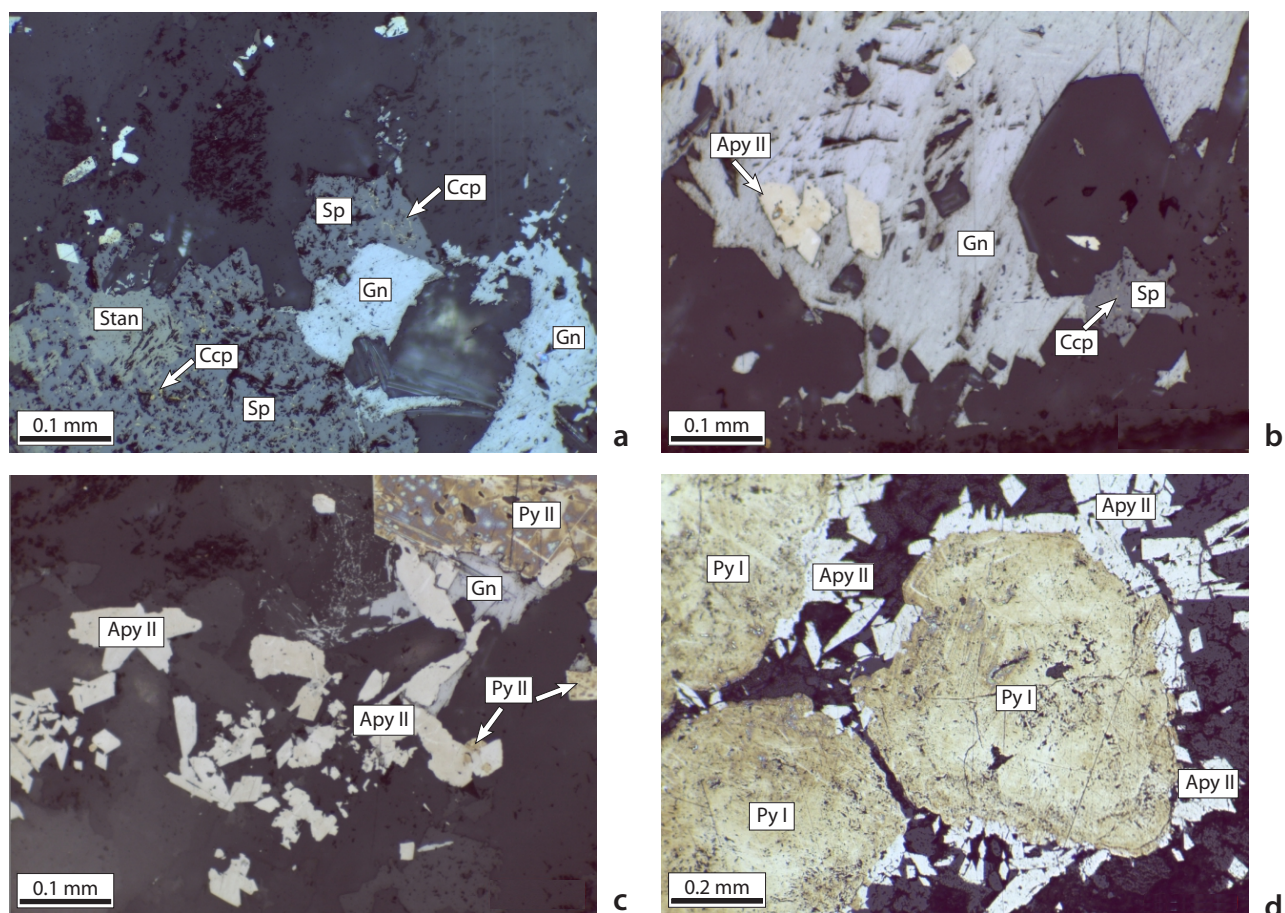 Ccp
Sp
Gn
Stan
Gn
Ccp
Sp
0.1 mm
a
Apy II
Gn
Sp
Ccp
0.1 mm
b
Py II
Gn
Apy II
Py II
Apy II
0.1 mm
c
Apy II
Py I
Apy II
Py I
Apy II
Py I
0.2 mm
d